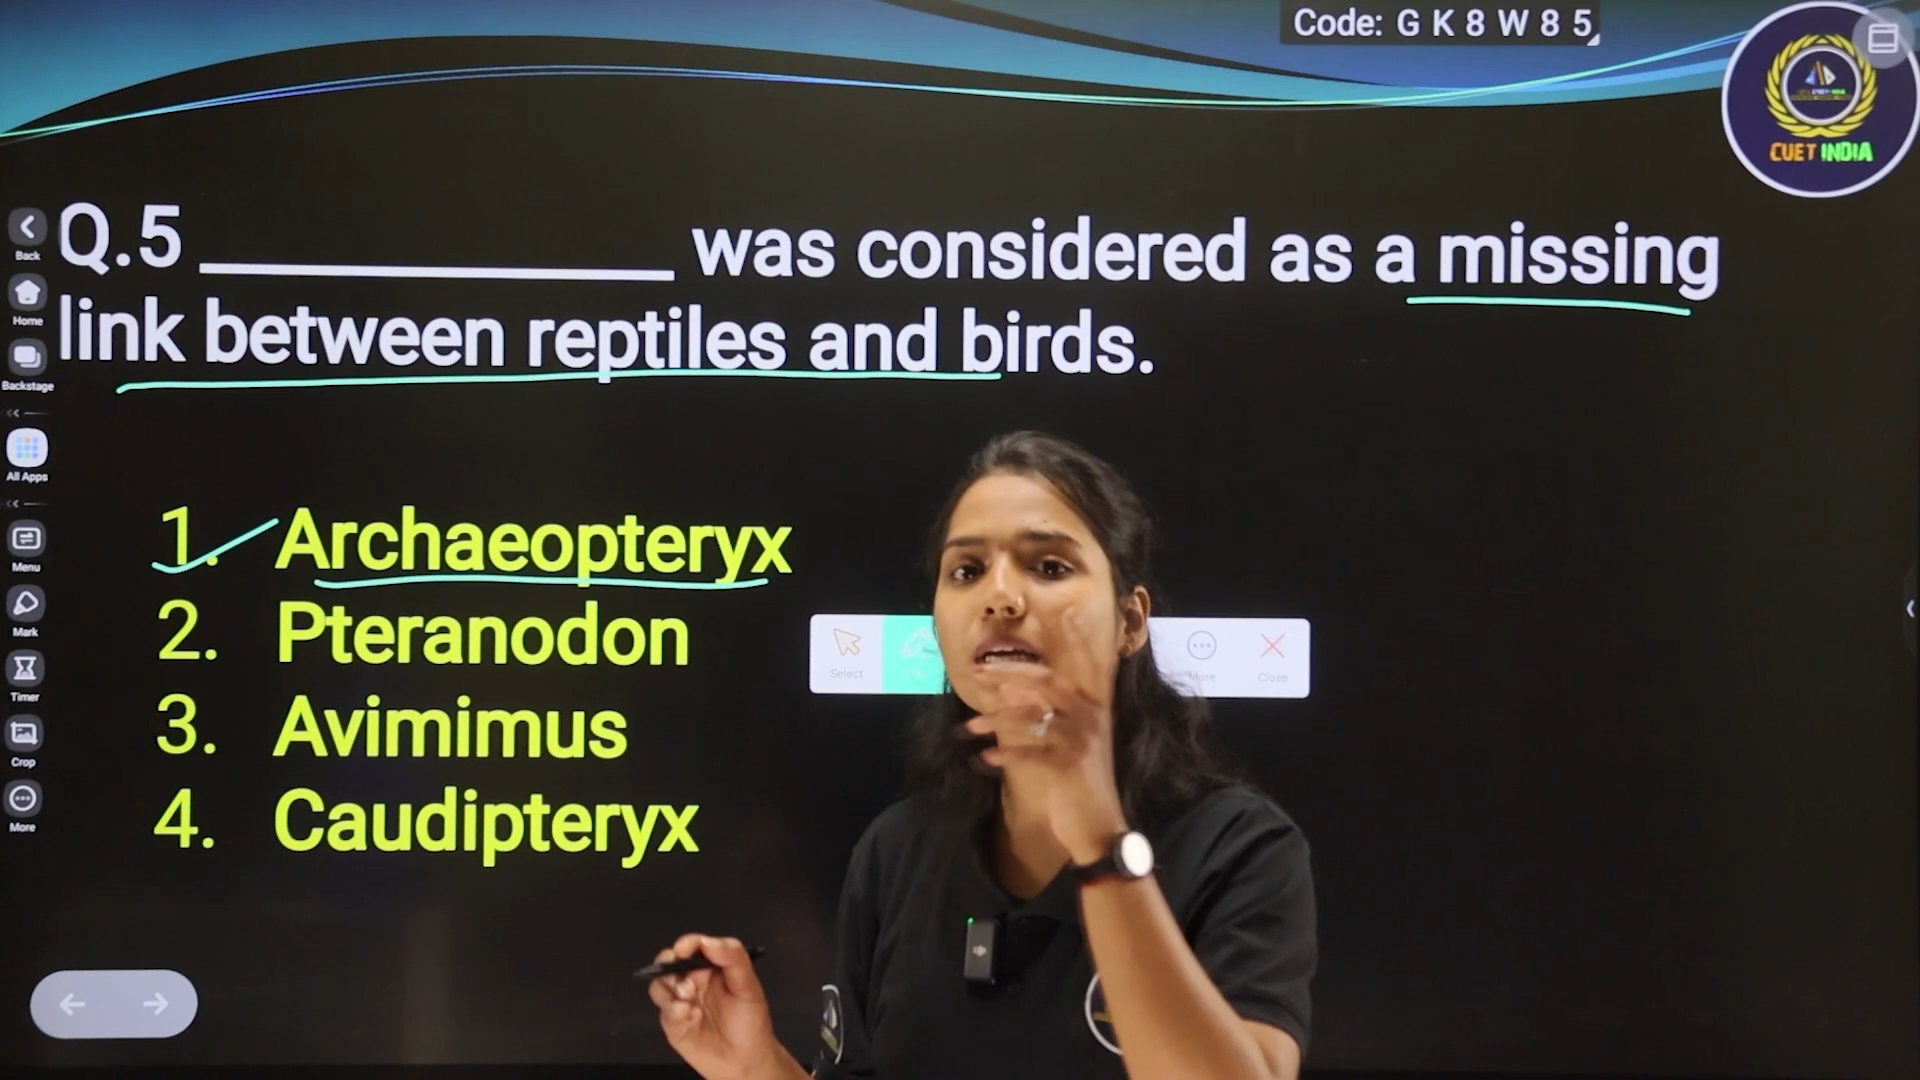 Code: G K 8 W 8 5
CUET INDIA
Q.5 ______________ was considered as a missing
link between reptiles and birds.
1. Archaeopteryx
2. Pteranodon
3. Avimimus
4. Caudipteryx
Back
Home
Backstage
All Apps
Menu
Mark
Timer
Crop
More
Select
More
Close